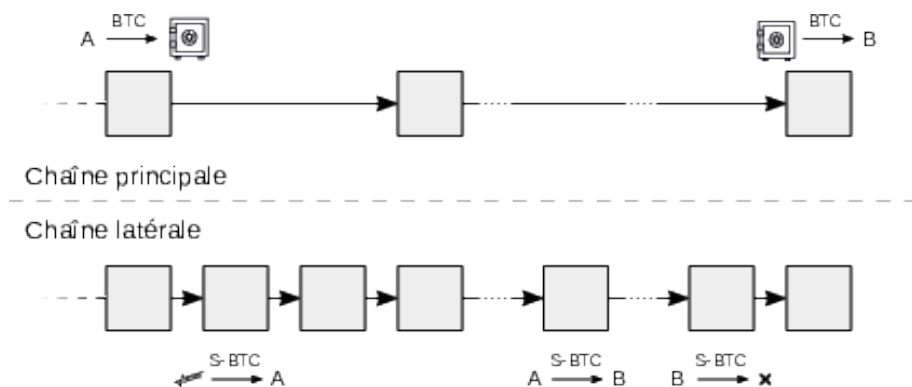 BTC BTC
A B
Chaîne principale
Chaîne latérale
S-BTC S-BTC S-BTC
A A B B